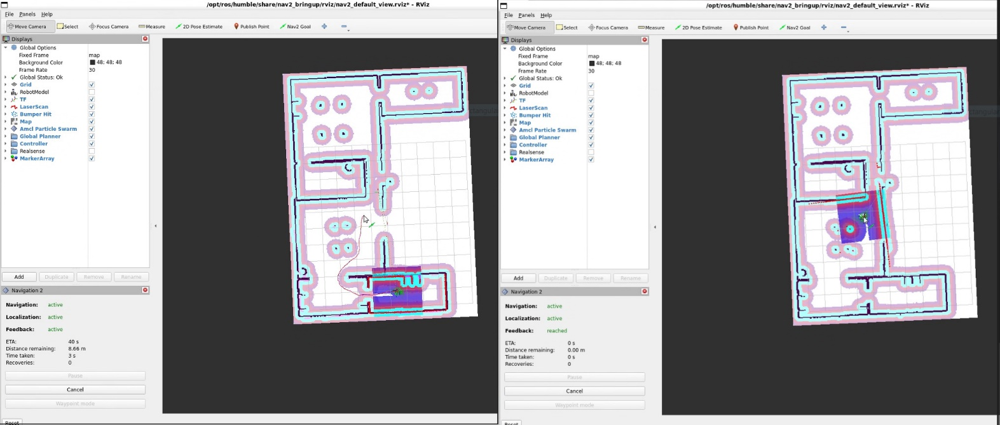 /opt/ros/humble/share/nav2_bringup/rviz/nav2_default_view.rviz* - RViz
File Panels Help
Move Camera Select Focus Camera Measure 2D Pose Estimate Publish Point Nav2 Goal
Displays
Global Options
Fixed Frame map
Background Color 48; 48; 48
Frame Rate 30
Global Status: Ok
Grid
RobotModel
TF
LaserScan
Bumper Hit
Map
Amcl Particle Swarm
Global Planner
Controller
Realsense
MarkerArray
Add Duplicate Remove Rename
Navigation 2
Navigation: active
Localization: active
Feedback: active
ETA: 40 s
Distance remaining: 8.66 m
Time taken: 3 s
Recoveries: 0
Pause
Cancel
Waypoint mode
Reset
/opt/ros/humble/share/nav2_bringup/rviz/nav2_default_view.rviz* - RViz
File Panels Help
Move Camera Select Focus Camera Measure 2D Pose Estimate Publish Point Nav2 Goal
Displays
Global Options
Fixed Frame map
Background Color 48; 48; 48
Frame Rate 30
Global Status: Ok
Grid
RobotModel
TF
LaserScan
Bumper Hit
Map
Amcl Particle Swarm
Global Planner
Controller
Realsense
MarkerArray
Add Duplicate Remove Rename
Navigation 2
Navigation: active
Localization: active
Feedback: reached
ETA: 0 s
Distance remaining: 0.00 m
Time taken: 0 s
Recoveries: 0
Pause
Cancel
Waypoint mode
Reset